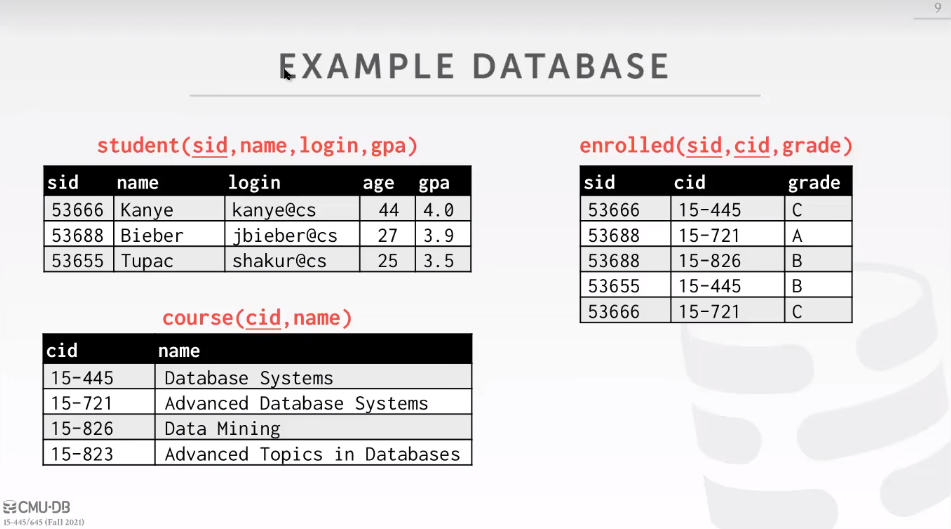 9
EXAMPLE DATABASE
student(sid,name,login,gpa)
sid name login age gpa
53666 Kanye kanye@cs 44 4.0
53688 Bieber jbieber@cs 27 3.9
53655 Tupac shakur@cs 25 3.5
course(cid,name)
cid name
15-445 Database Systems
15-721 Advanced Database Systems
15-826 Data Mining
15-823 Advanced Topics in Databases
enrolled(sid,cid,grade)
sid cid grade
53666 15-445 C
53688 15-721 A
53688 15-826 B
53655 15-445 B
53666 15-721 C
CMU·DB
15-445/645 (Fall 2021)